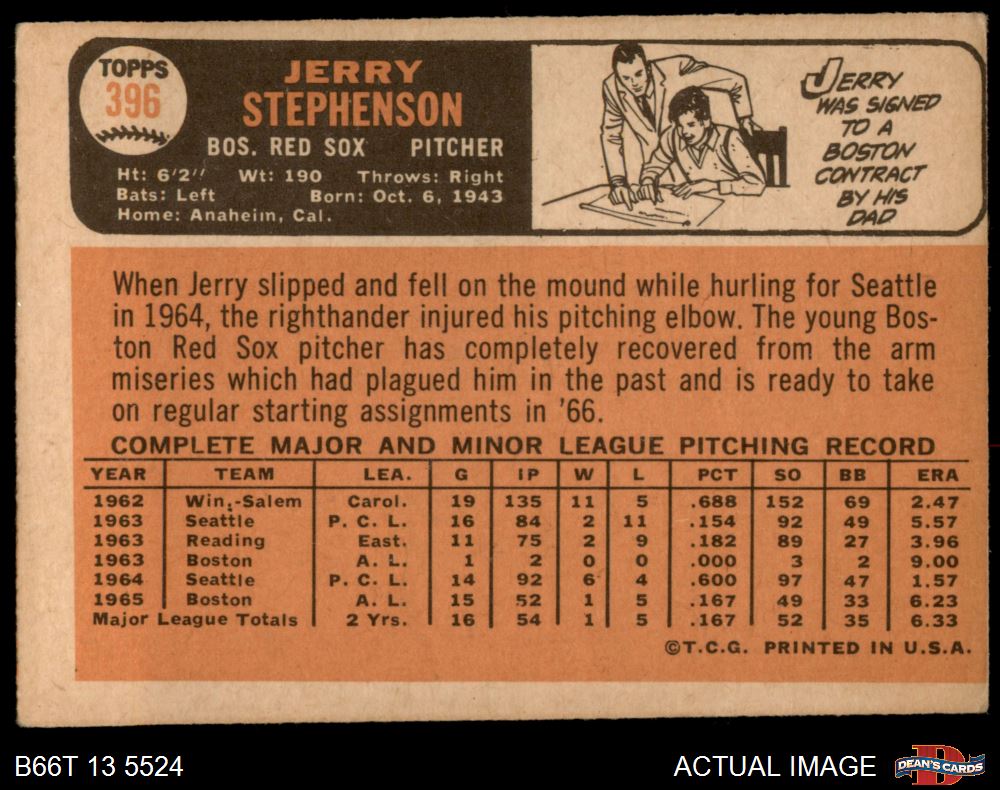 TOPPS
396
JERRY
STEPHENSON
BOS. RED SOX PITCHER
Ht: 6'2" Wt: 190 Throws: Right
Bats: Left Born: Oct. 6, 1943
Home: Anaheim, Cal.
JERRY
WAS SIGNED
TO A
BOSTON
CONTRACT
BY HIS
DAD
When Jerry slipped and fell on the mound while hurling for Seattle
in 1964, the righthander injured his pitching elbow. The young Bos-
ton Red Sox pitcher has completely recovered from the arm
miseries which had plagued him in the past and is ready to take
on regular starting assignments in '66.
COMPLETE MAJOR AND MINOR LEAGUE PITCHING RECORD
YEAR TEAM LEA. G IP W L PCT SO BB ERA
1962 Win.-Salem Carol. 19 135 11 5 .688 152 69 2.47
1963 Seattle P. C. L. 16 84 2 11 .154 92 49 5.57
1963 Reading East. 11 75 2 9 .182 89 27 3.96
1963 Boston A. L. 1 2 0 0 .000 3 2 9.00
1964 Seattle P. C. L. 14 92 6 4 .600 97 47 1.57
1965 Boston A. L. 15 52 1 5 .167 49 33 6.23
Major League Totals 2 Yrs. 16 54 1 5 .167 52 35 6.33
©T.C.G. PRINTED IN U.S.A.
B66T 13 5524
ACTUAL IMAGE
DEAN'S CARDS